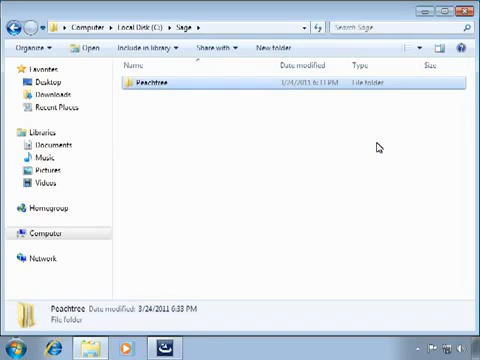 Computer ▸ Local Disk (C:) ▸ Sage ▸
Search Sage
Organize
Open
Include in library
Share with
New folder
Name
Date modified
Type
Size
Favorites
Desktop
Downloads
Recent Places
Libraries
Documents
Music
Pictures
Videos
Homegroup
Computer
Network
Peachtree
3/24/2011 6:33 PM
File folder
Peachtree Date modified: 3/24/2011 6:33 PM
File folder